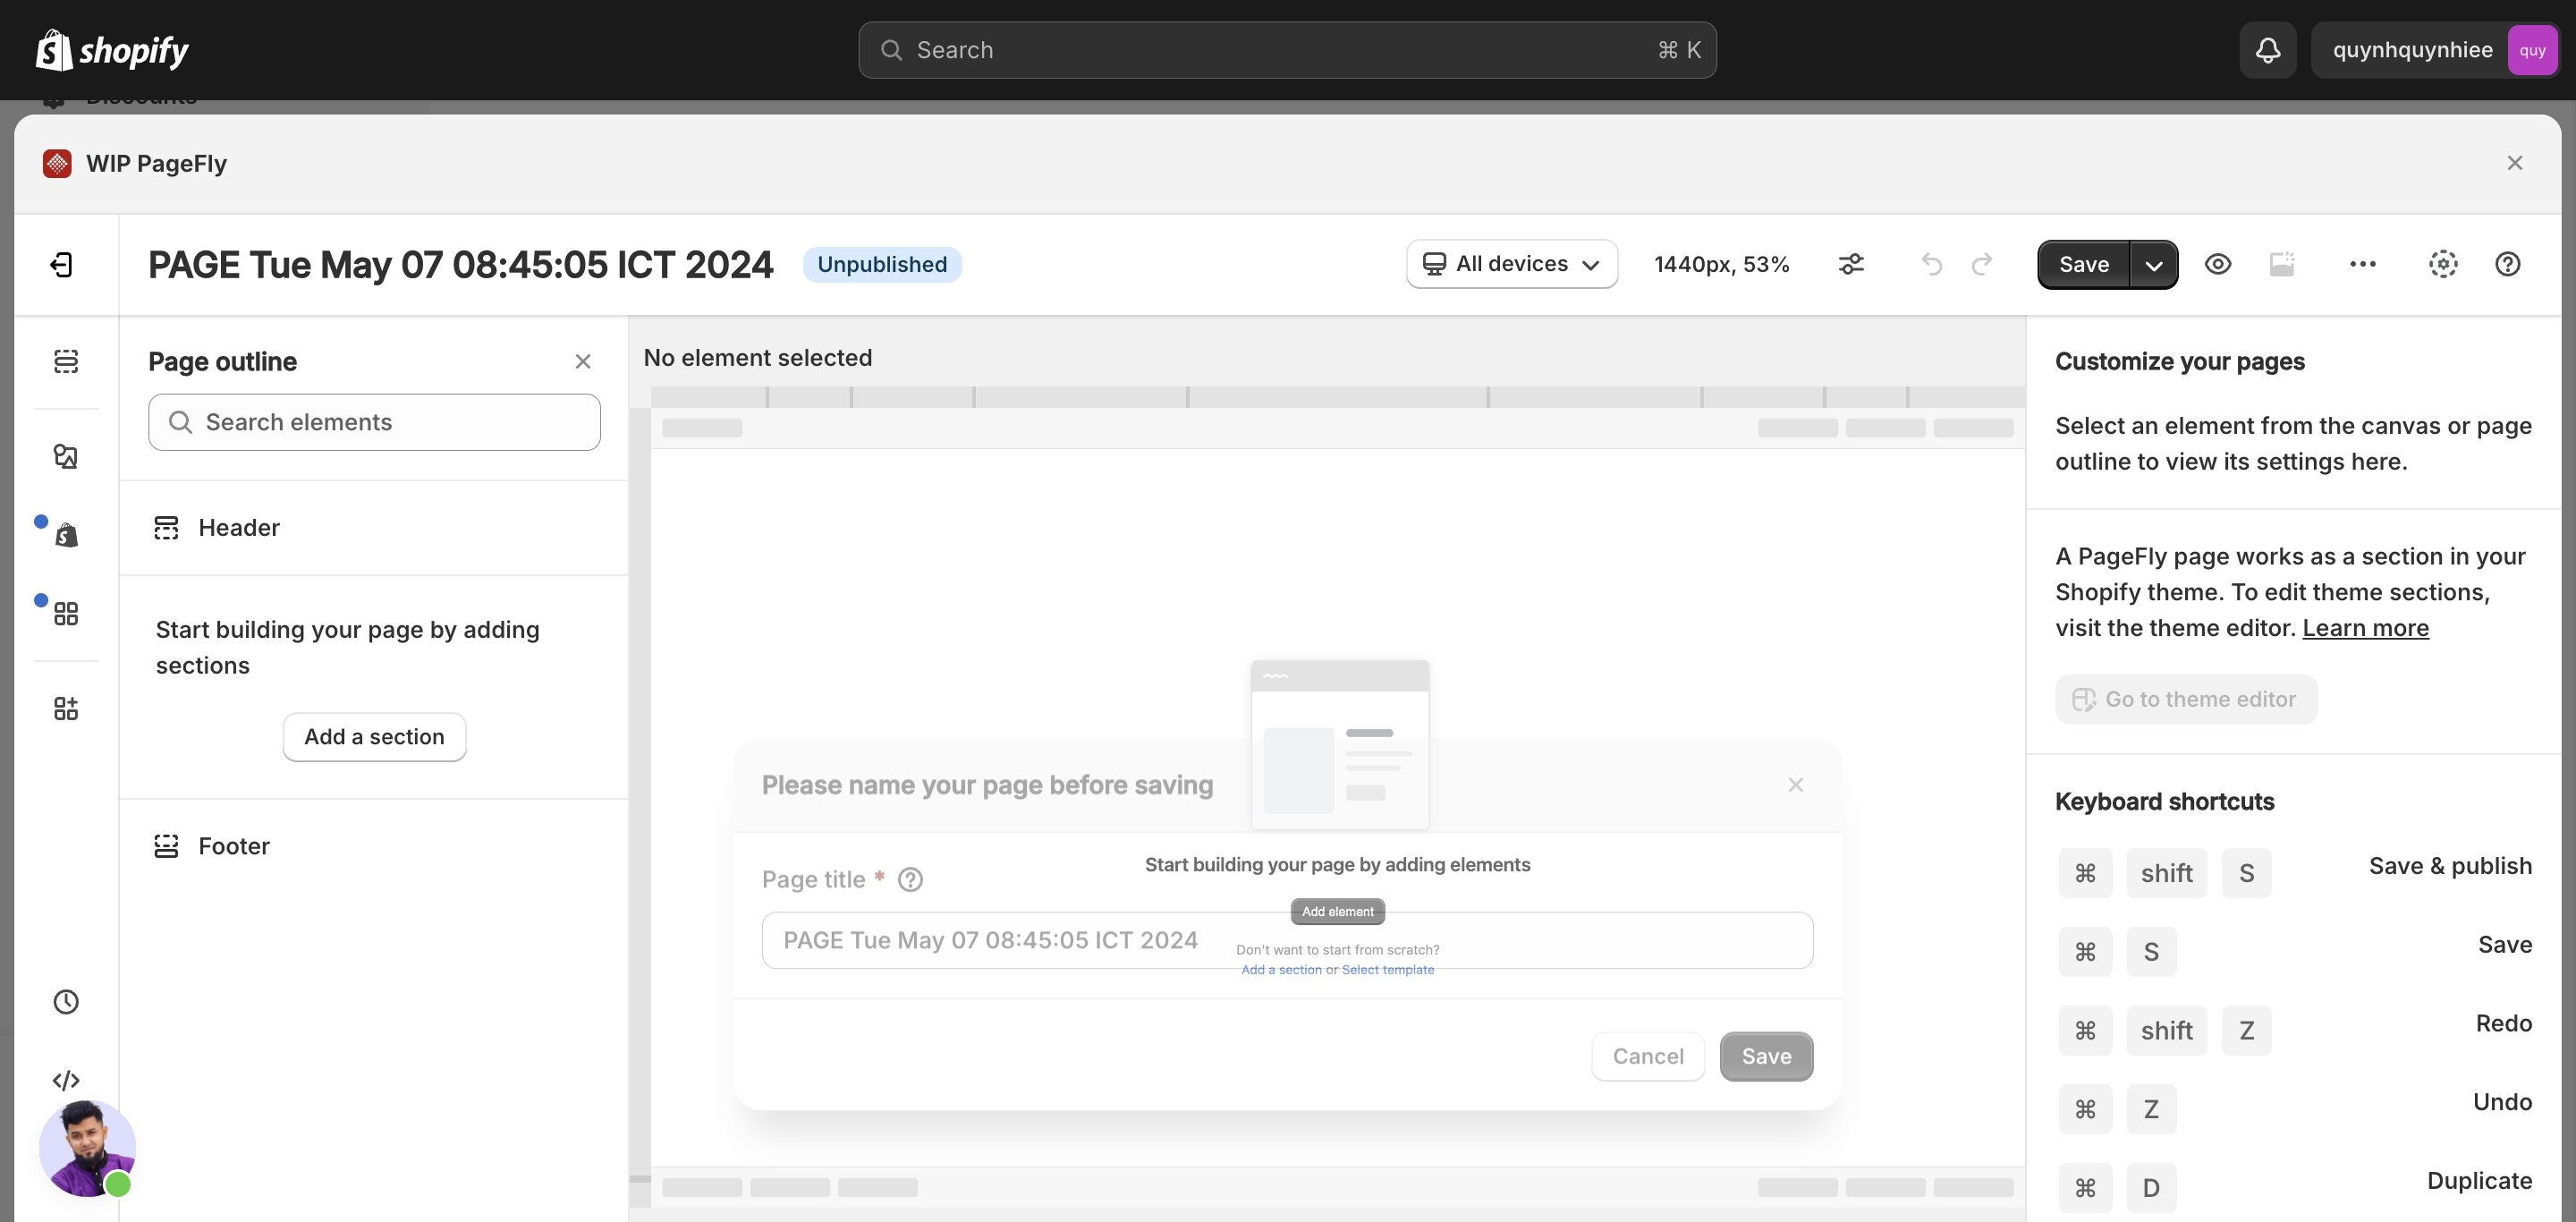 shopify
Search
⌘ K
quynhquynhiee
quy
Discounts
WIP PageFly
PAGE Tue May 07 08:45:05 ICT 2024
Unpublished
All devices
1440px, 53%
Save
Page outline
Search elements
Header
Start building your page by adding
sections
Add a section
Footer
No element selected
Please name your page before saving
Page title *
PAGE Tue May 07 08:45:05 ICT 2024
Start building your page by adding elements
Add element
Don't want to start from scratch?
Add a section or Select template
Cancel
Save
Customize your pages
Select an element from the canvas or page
outline to view its settings here.
A PageFly page works as a section in your
Shopify theme. To edit theme sections,
visit the theme editor. Learn more
Go to theme editor
Keyboard shortcuts
⌘ shift S Save & publish
⌘ S Save
⌘ shift Z Redo
⌘ Z Undo
⌘ D Duplicate